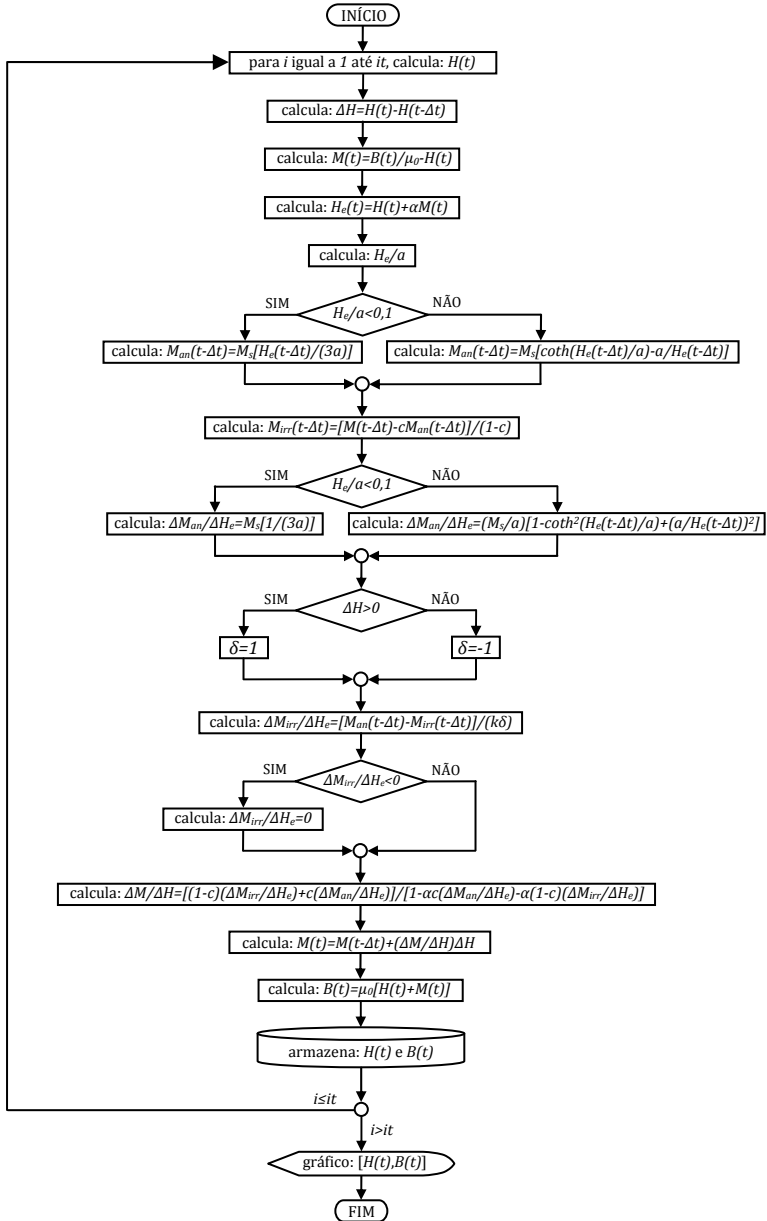 INÍCIO
para i igual a 1 até it, calcula: H(t)
calcula: ΔH=H(t)-H(t-Δt)
calcula: M(t)=B(t)/μ₀-H(t)
calcula: Hₑ(t)=H(t)+αM(t)
calcula: Hₑ/a
SIM
Hₑ/a<0,1
NÃO
calcula: Mₐₙ(t-Δt)=Mₛ[Hₑ(t-Δt)/(3a)]
calcula: Mₐₙ(t-Δt)=Mₛ[coth(Hₑ(t-Δt)/a)-a/Hₑ(t-Δt)]
calcula: Mᵢᵣᵣ(t-Δt)=[M(t-Δt)-cMₐₙ(t-Δt)]/(1-c)
SIM
Hₑ/a<0,1
NÃO
calcula: ΔMₐₙ/ΔHₑ=Mₛ[1/(3a)]
calcula: ΔMₐₙ/ΔHₑ=(Mₛ/a)[1-coth²(Hₑ(t-Δt)/a)+(a/Hₑ(t-Δt))²]
SIM
ΔH>0
NÃO
δ=1
δ=-1
calcula: ΔMᵢᵣᵣ/ΔHₑ=[Mₐₙ(t-Δt)-Mᵢᵣᵣ(t-Δt)]/(kδ)
SIM
ΔMᵢᵣᵣ/ΔHₑ<0
NÃO
calcula: ΔMᵢᵣᵣ/ΔHₑ=0
calcula: ΔM/ΔH=[(1-c)(ΔMᵢᵣᵣ/ΔHₑ)+c(ΔMₐₙ/ΔHₑ)]/[1-αc(ΔMₐₙ/ΔHₑ)-α(1-c)(ΔMᵢᵣᵣ/ΔHₑ)]
calcula: M(t)=M(t-Δt)+(ΔM/ΔH)ΔH
calcula: B(t)=μ₀[H(t)+M(t)]
armazena: H(t) e B(t)
i≤it
i>it
gráfico: [H(t),B(t)]
FIM